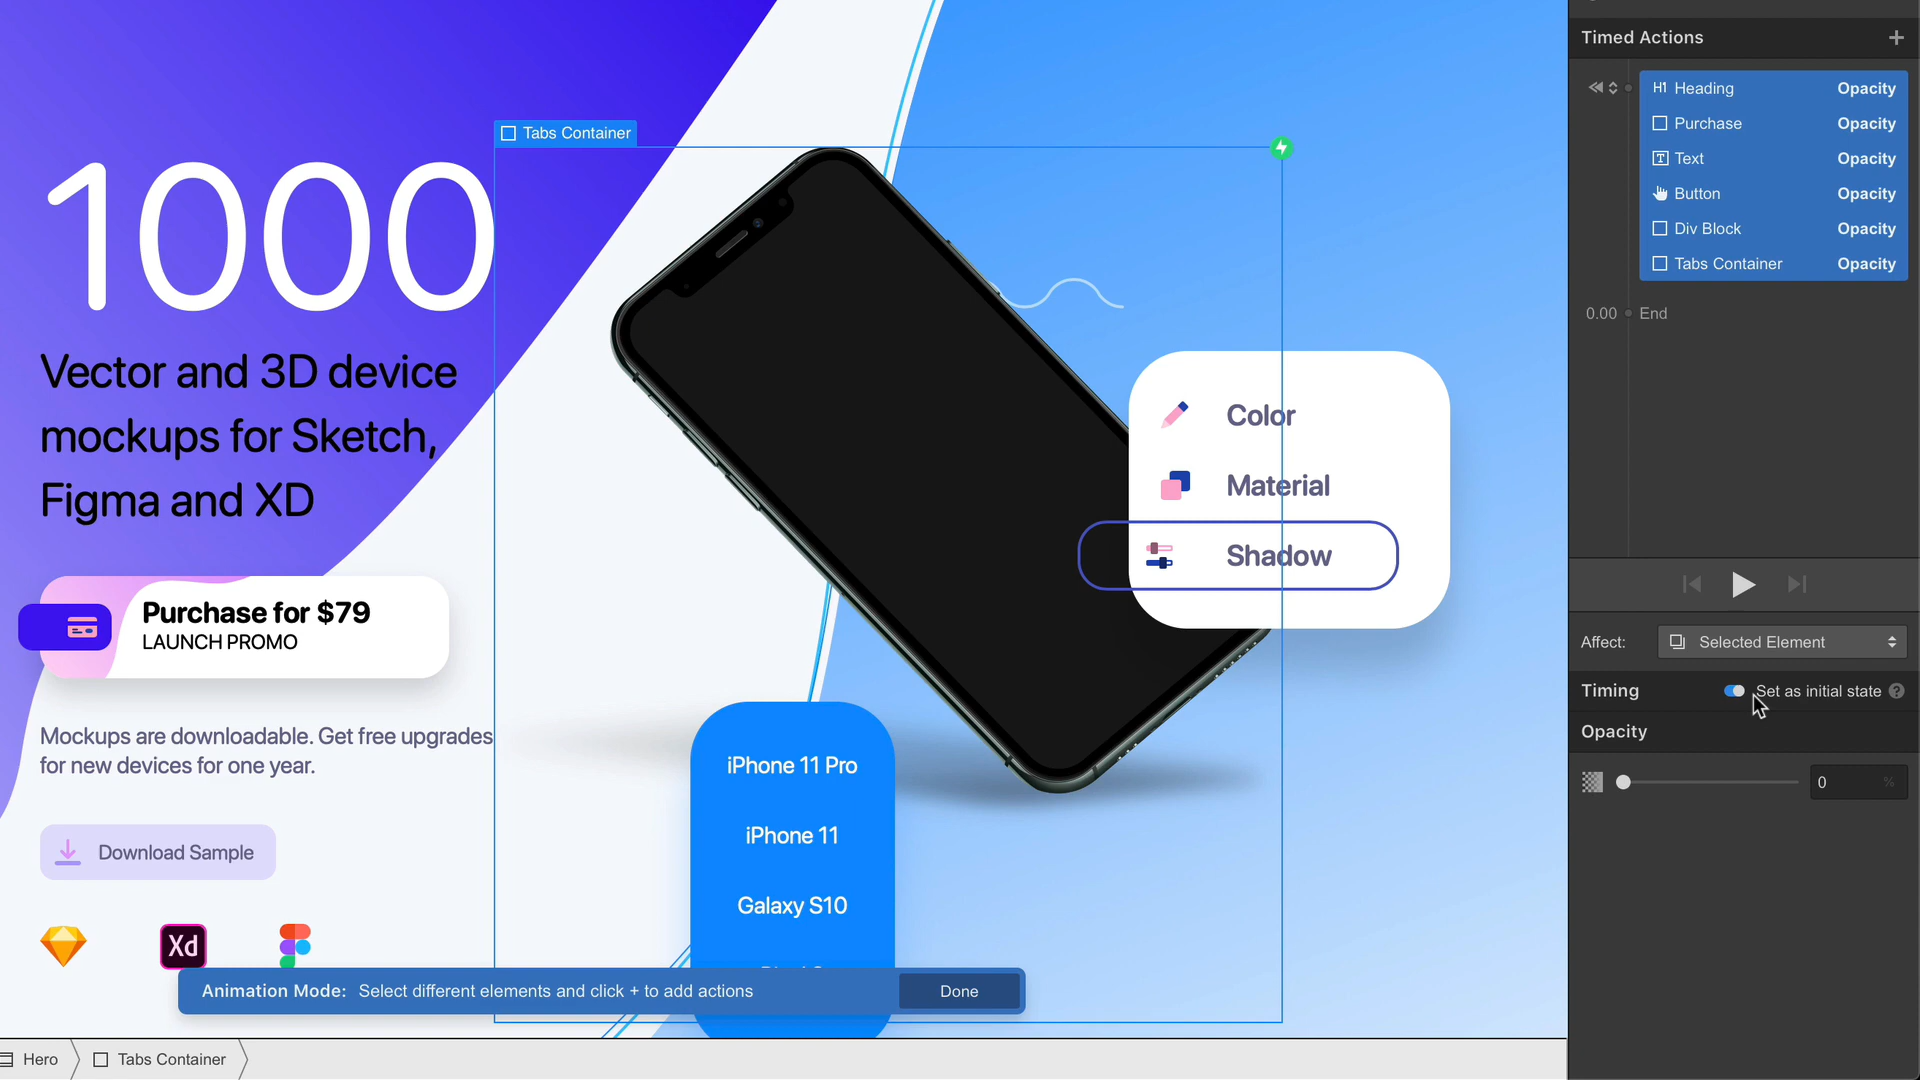 Timed Actions
H1 Heading Opacity
Purchase Opacity
T Text Opacity
Button Opacity
Div Block Opacity
Tabs Container Opacity
0.00 End
Tabs Container
1000
Vector and 3D device
mockups for Sketch,
Figma and XD
Purchase for $79
LAUNCH PROMO
Mockups are downloadable. Get free upgrades
for new devices for one year.
Download Sample
Xd
Color
Material
Shadow
iPhone 11 Pro
iPhone 11
Galaxy S10
Animation Mode: Select different elements and click + to add actions
Done
Affect: Selected Element
Timing Set as initial state ?
Opacity
0 %
Hero
Tabs Container